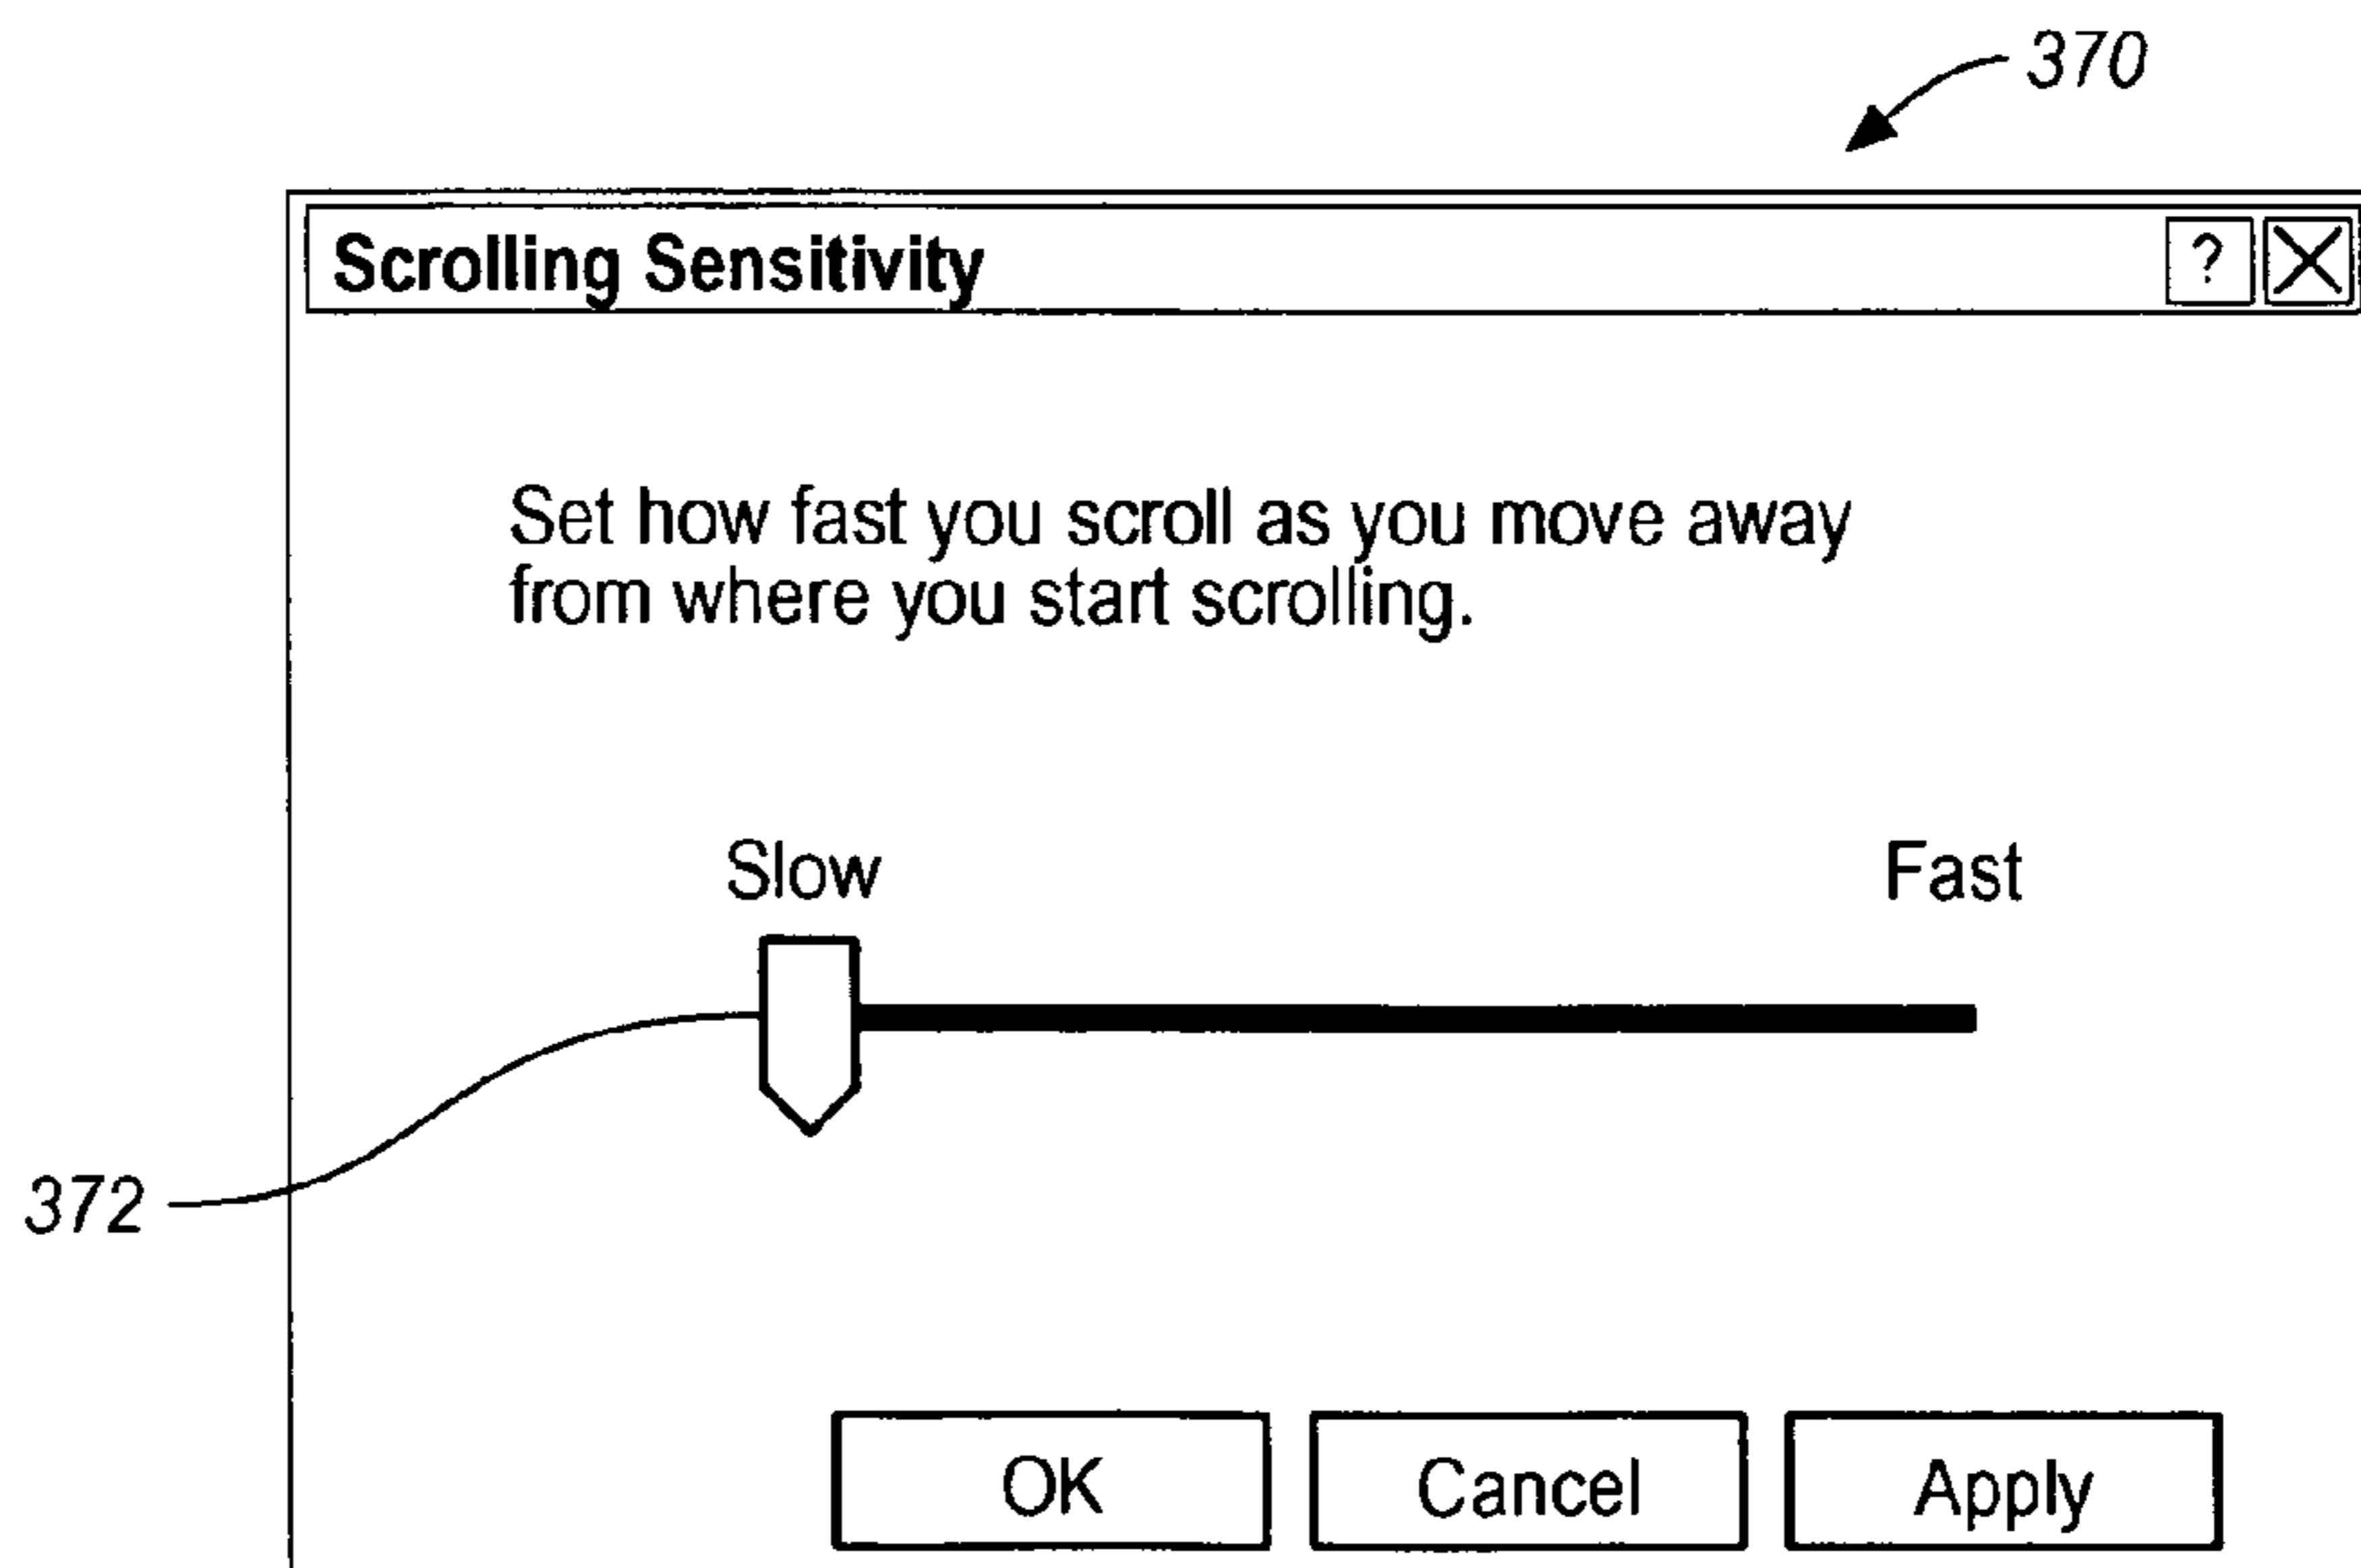 370
Scrolling Sensitivity ?
Set how fast you scroll as you move away
from where you start scrolling.
Slow Fast
372
OK Cancel Apply